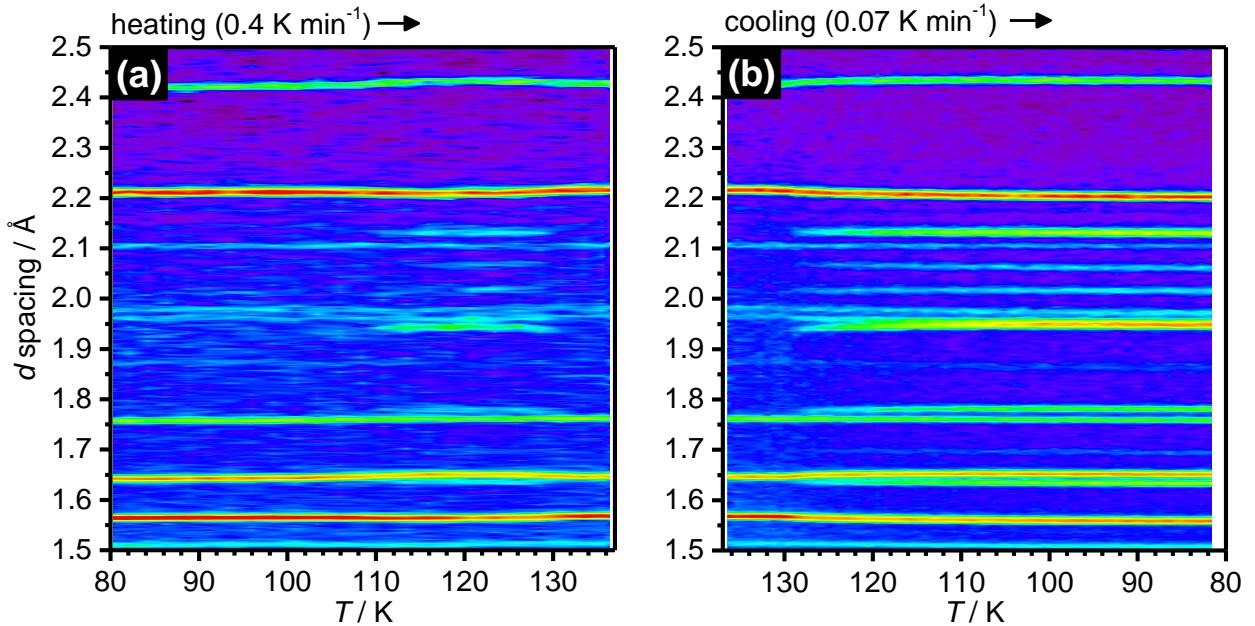 heating (0.4 K min⁻¹) →
cooling (0.07 K min⁻¹) →
(a)
(b)
d spacing / Å
2.5
2.4
2.3
2.2
2.1
2.0
1.9
1.8
1.7
1.6
1.5
80 90 100 110 120 130
T / K
2.5
2.4
2.3
2.2
2.1
2.0
1.9
1.8
1.7
1.6
1.5
130 120 110 100 90 80
T / K